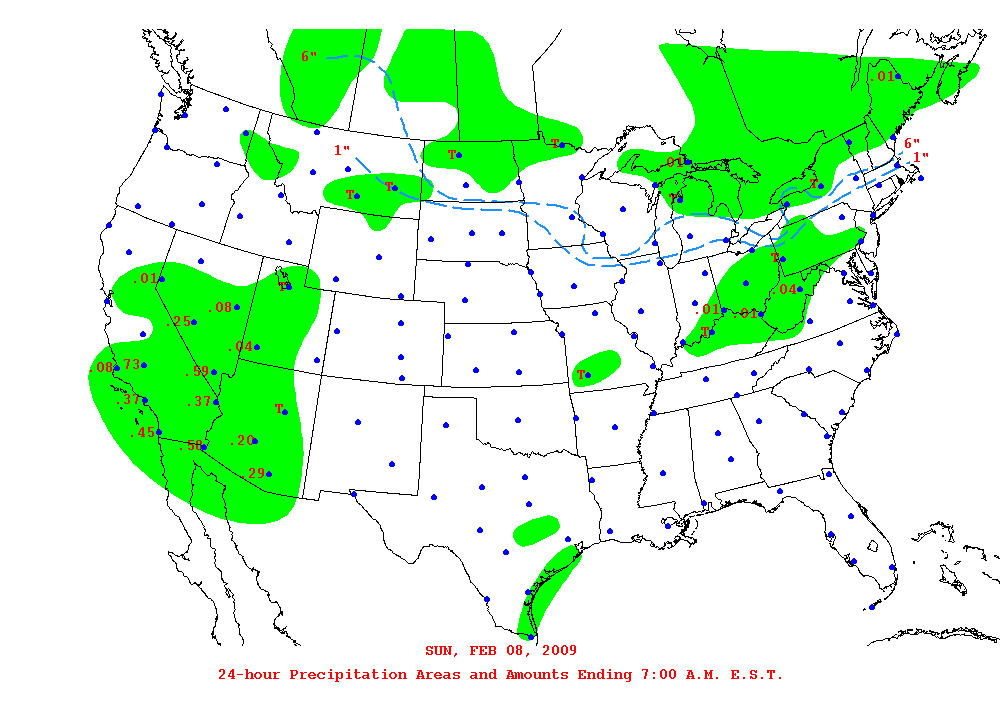 6"
.01
6"
1"
1"
T
T
.01
T
T
T
T
T
.01
T
.04
.08
.25
.01
.01
T
.04
.08
.73
.59
T
.37
.37
T
.45
.20
.58
.29
SUN, FEB 08, 2009
24-hour Precipitation Areas and Amounts Ending 7:00 A.M. E.S.T.